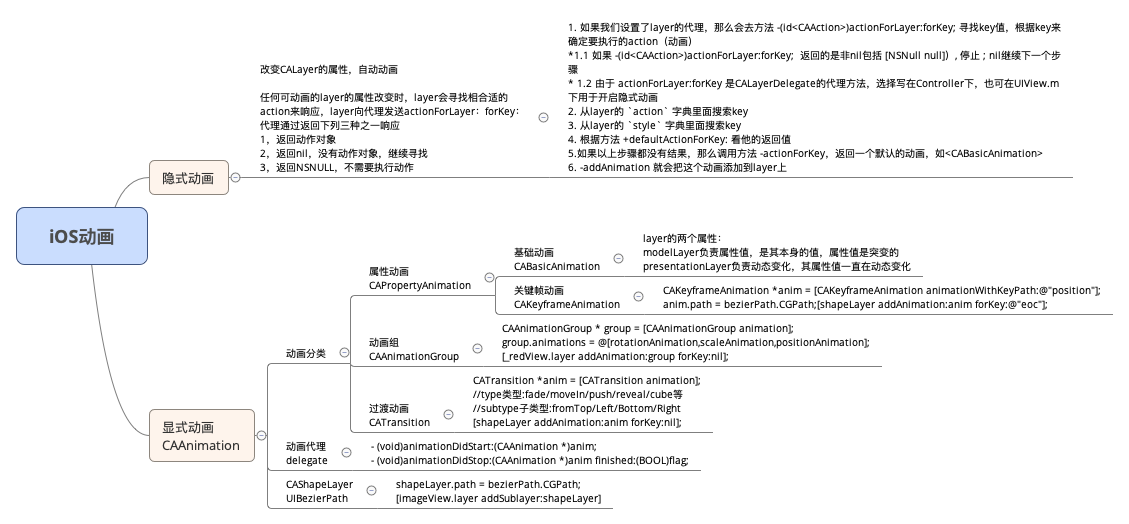 iOS动画
隐式动画
改变CALayer的属性，自动动画
任何可动画的layer的属性改变时，layer会寻找相合适的
action来响应，layer向代理发送actionForLayer：forKey：
代理通过返回下列三种之一响应
1，返回动作对象
2，返回nil，没有动作对象，继续寻找
3，返回NSNULL，不需要执行动作
1. 如果我们设置了layer的代理，那么会去方法 -(id<CAAction>)actionForLayer:forKey; 寻找key值，根据key来
确定要执行的action（动画）
*1.1 如果 -(id<CAAction>)actionForLayer:forKey;  返回的是非nil包括 [NSNull null]）, 停止 ; nil继续下一个步
骤
* 1.2 由于 actionForLayer:forKey 是CALayerDelegate的代理方法，选择写在Controller下，也可在UIView.m
下用于开启隐式动画
2. 从layer的 `action` 字典里面搜索key
3. 从layer的 `style` 字典里面搜索key
4. 根据方法 +defaultActionForKey: 看他的返回值
5.如果以上步骤都没有结果，那么调用方法 -actionForKey，返回一个默认的动画，如<CABasicAnimation>
6. -addAnimation 就会把这个动画添加到layer上
显式动画
CAAnimation
动画分类
属性动画
CAPropertyAnimation
基础动画
CABasicAnimation
layer的两个属性：
modelLayer负责属性值，是其本身的值，属性值是突变的
presentationLayer负责动态变化，其属性值一直在动态变化
关键帧动画
CAKeyframeAnimation
CAKeyframeAnimation *anim = [CAKeyframeAnimation animationWithKeyPath:@"position"];
anim.path = bezierPath.CGPath;[shapeLayer addAnimation:anim forKey:@"eoc"];
动画组
CAAnimationGroup
CAAnimationGroup * group = [CAAnimationGroup animation];
group.animations = @[rotationAnimation,scaleAnimation,positionAnimation];
[_redView.layer addAnimation:group forKey:nil];
过渡动画
CATransition
CATransition *anim = [CATransition animation];
//type类型:fade/moveIn/push/reveal/cube等
//subtype子类型:fromTop/Left/Bottom/Right
[shapeLayer addAnimation:anim forKey:nil];
动画代理
delegate
- (void)animationDidStart:(CAAnimation *)anim;
- (void)animationDidStop:(CAAnimation *)anim finished:(BOOL)flag;
CAShapeLayer
UIBezierPath
shapeLayer.path = bezierPath.CGPath;
[imageView.layer addSublayer:shapeLayer]